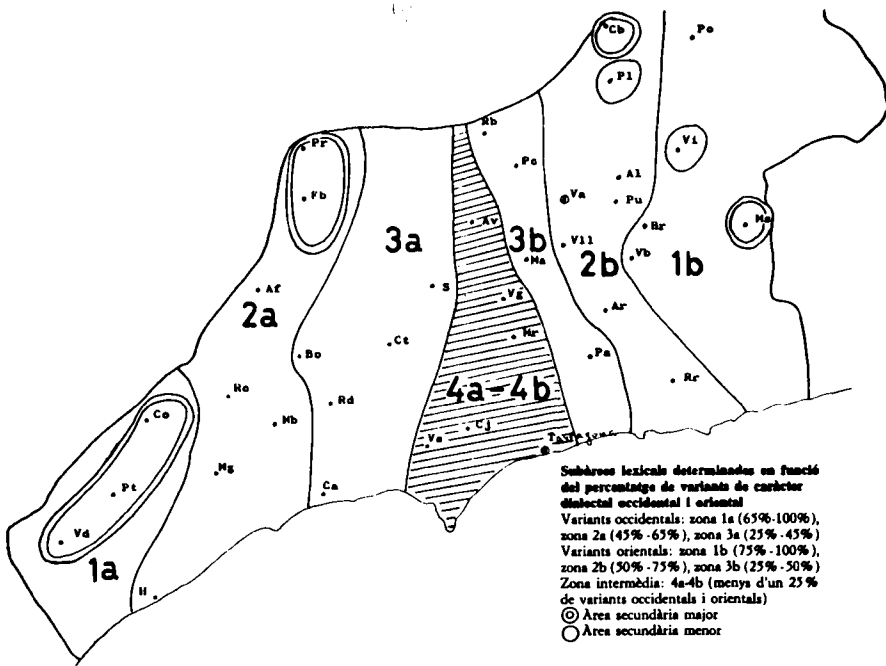 Cb
Po
Pl
Rb
Pr
Vi
Pc
Al
Fb
Va
Pu
Av
Ma
Br
3a
3b
Vll
2b
Vb
1b
Ma
S
Af
Vg
2a
Ar
Ct
Mr
Bo
Pa
Ho
Rd
4a-4b
Rr
Co
Mb
Cj
Ve
Tarragona
Mg
Pt
Ca
Vd
1a
H
Subàrees lexicals determinades en funció
del percentatge de variants de caràcter
dialectal occidental i oriental
Variants occidentals: zona 1a (65%-100%),
zona 2a (45%-65%), zona 3a (25%-45%)
Variants orientals: zona 1b (75%-100%),
zona 2b (50%-75%), zona 3b (25%-50%)
Zona intermèdia: 4a-4b (menys d'un 25%
de variants occidentals i orientals)
Àrea secundària major
Àrea secundària menor